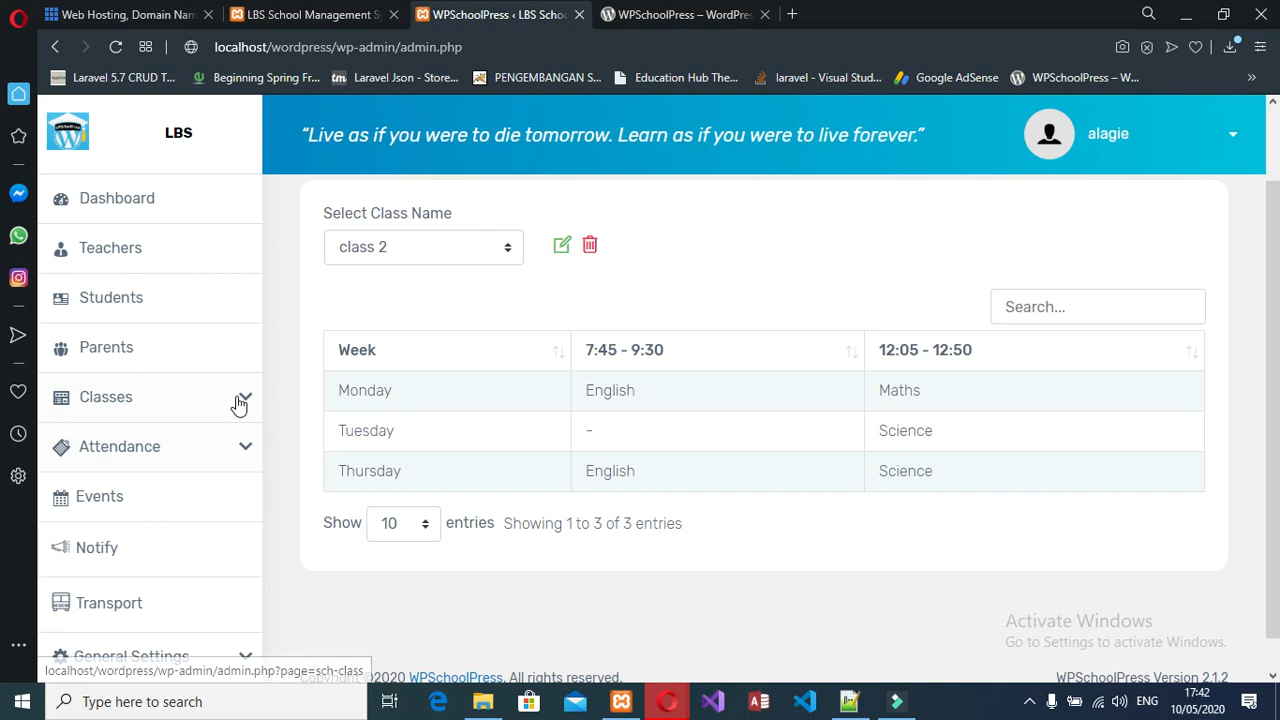 Web Hosting, Domain Nam
LBS School Management Sy
WPSchoolPress ‹ LBS Schoo
WPSchoolPress – WordPres
localhost/wordpress/wp-admin/admin.php
Laravel 5.7 CRUD T...
Beginning Spring Fr...
Laravel Json - Store...
PENGEMBANGAN S...
Education Hub The...
laravel - Visual Stud...
Google AdSense
WPSchoolPress – W...
LBS
“Live as if you were to die tomorrow. Learn as if you were to live forever.”
alagie
Dashboard
Teachers
Students
Parents
Classes
Attendance
Events
Notify
Transport
General Settings
Select Class Name
class 2
Search...
Week 7:45 - 9:30 12:05 - 12:50
Monday English Maths
Tuesday - Science
Thursday English Science
Show 10 entries Showing 1 to 3 of 3 entries
Activate Windows
Go to Settings to activate Windows.
localhost/wordpress/wp-admin/admin.php?page=sch-class
©2020 WPSchoolPress. All rights reserved.
WPSchoolPress Version 2.1.2
Type here to search
ENG
17:42
10/05/2020